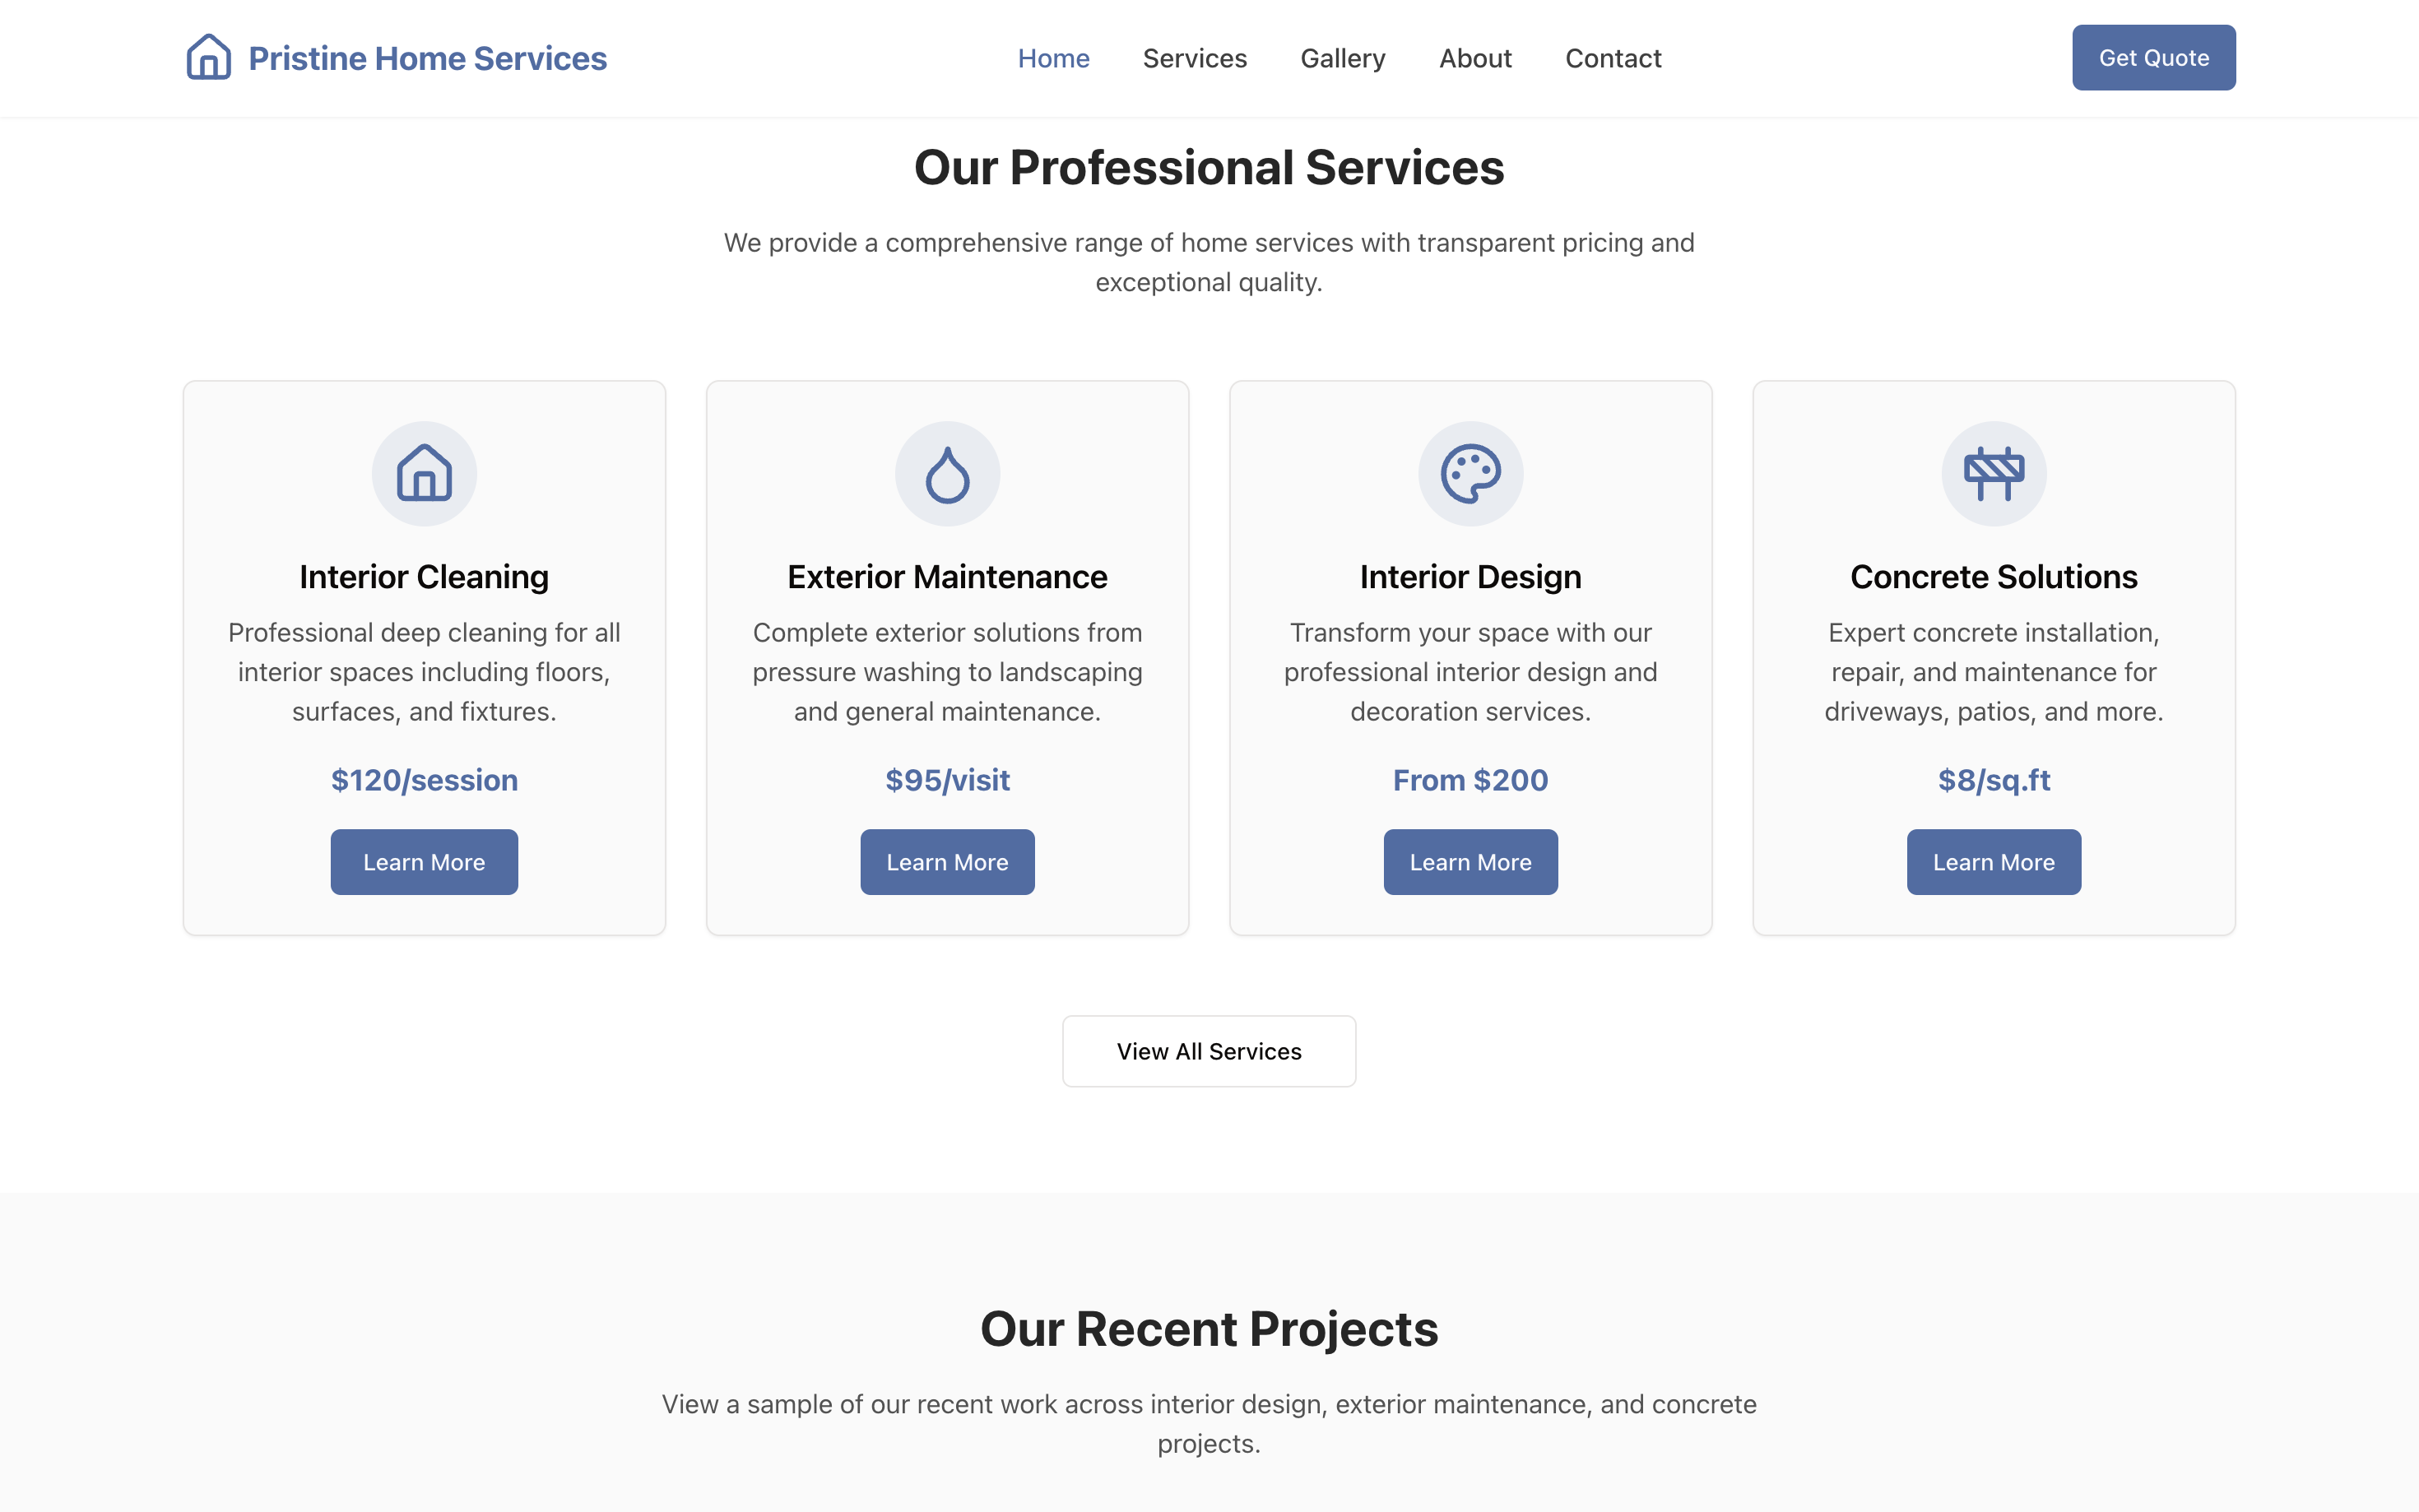 Pristine Home Services
Home
Services
Gallery
About
Contact
Get Quote
Our Professional Services
We provide a comprehensive range of home services with transparent pricing and
exceptional quality.
Interior Cleaning
Professional deep cleaning for all
interior spaces including floors,
surfaces, and fixtures.
$120/session
Learn More
Exterior Maintenance
Complete exterior solutions from
pressure washing to landscaping
and general maintenance.
$95/visit
Learn More
Interior Design
Transform your space with our
professional interior design and
decoration services.
From $200
Learn More
Concrete Solutions
Expert concrete installation,
repair, and maintenance for
driveways, patios, and more.
$8/sq.ft
Learn More
View All Services
Our Recent Projects
View a sample of our recent work across interior design, exterior maintenance, and concrete
projects.